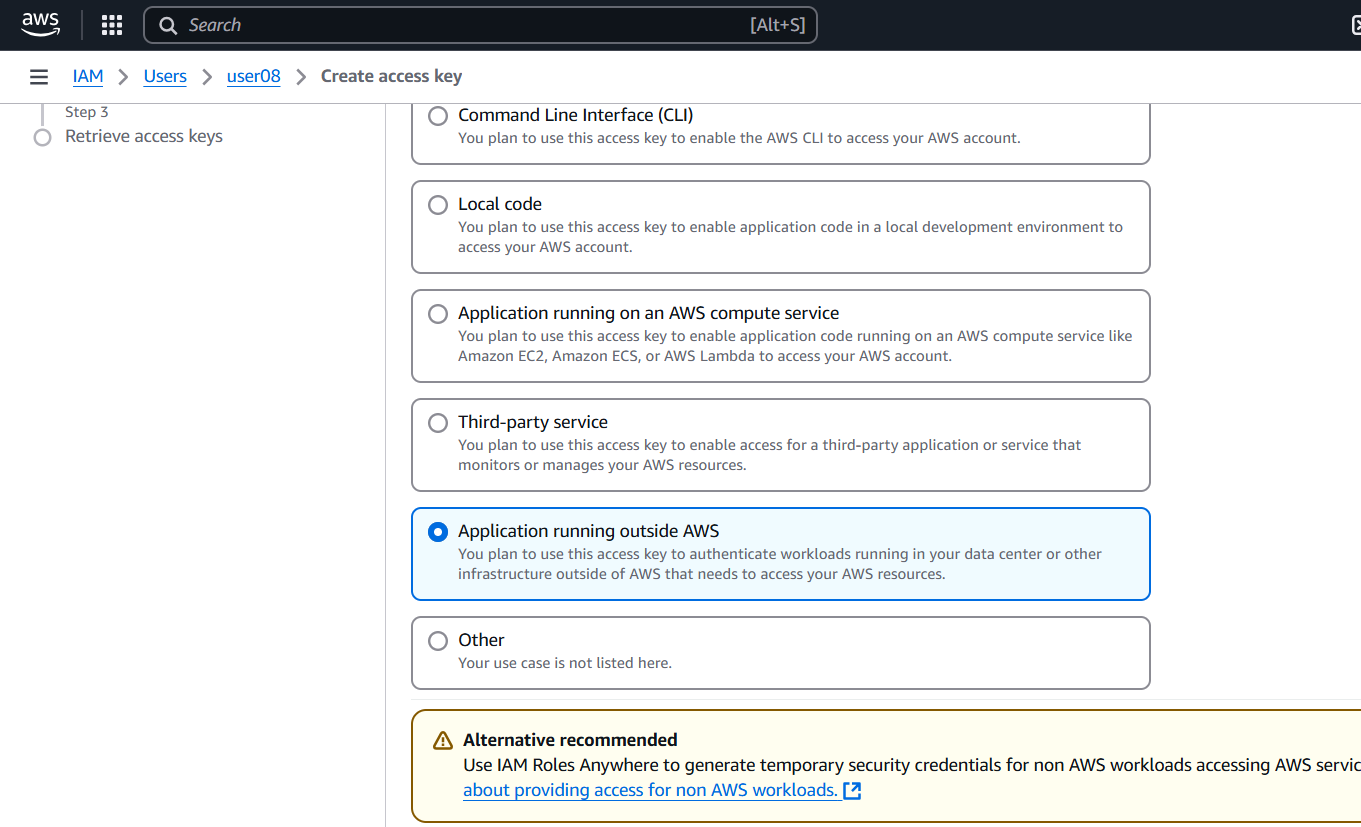 aws
Search [Alt+S]
IAM > Users > user08 > Create access key
Step 3
Retrieve access keys
Command Line Interface (CLI)
You plan to use this access key to enable the AWS CLI to access your AWS account.
Local code
You plan to use this access key to enable application code in a local development environment to
access your AWS account.
Application running on an AWS compute service
You plan to use this access key to enable application code running on an AWS compute service like
Amazon EC2, Amazon ECS, or AWS Lambda to access your AWS account.
Third-party service
You plan to use this access key to enable access for a third-party application or service that
monitors or manages your AWS resources.
Application running outside AWS
You plan to use this access key to authenticate workloads running in your data center or other
infrastructure outside of AWS that needs to access your AWS resources.
Other
Your use case is not listed here.
Alternative recommended
Use IAM Roles Anywhere to generate temporary security credentials for non AWS workloads accessing AWS servic
about providing access for non AWS workloads.